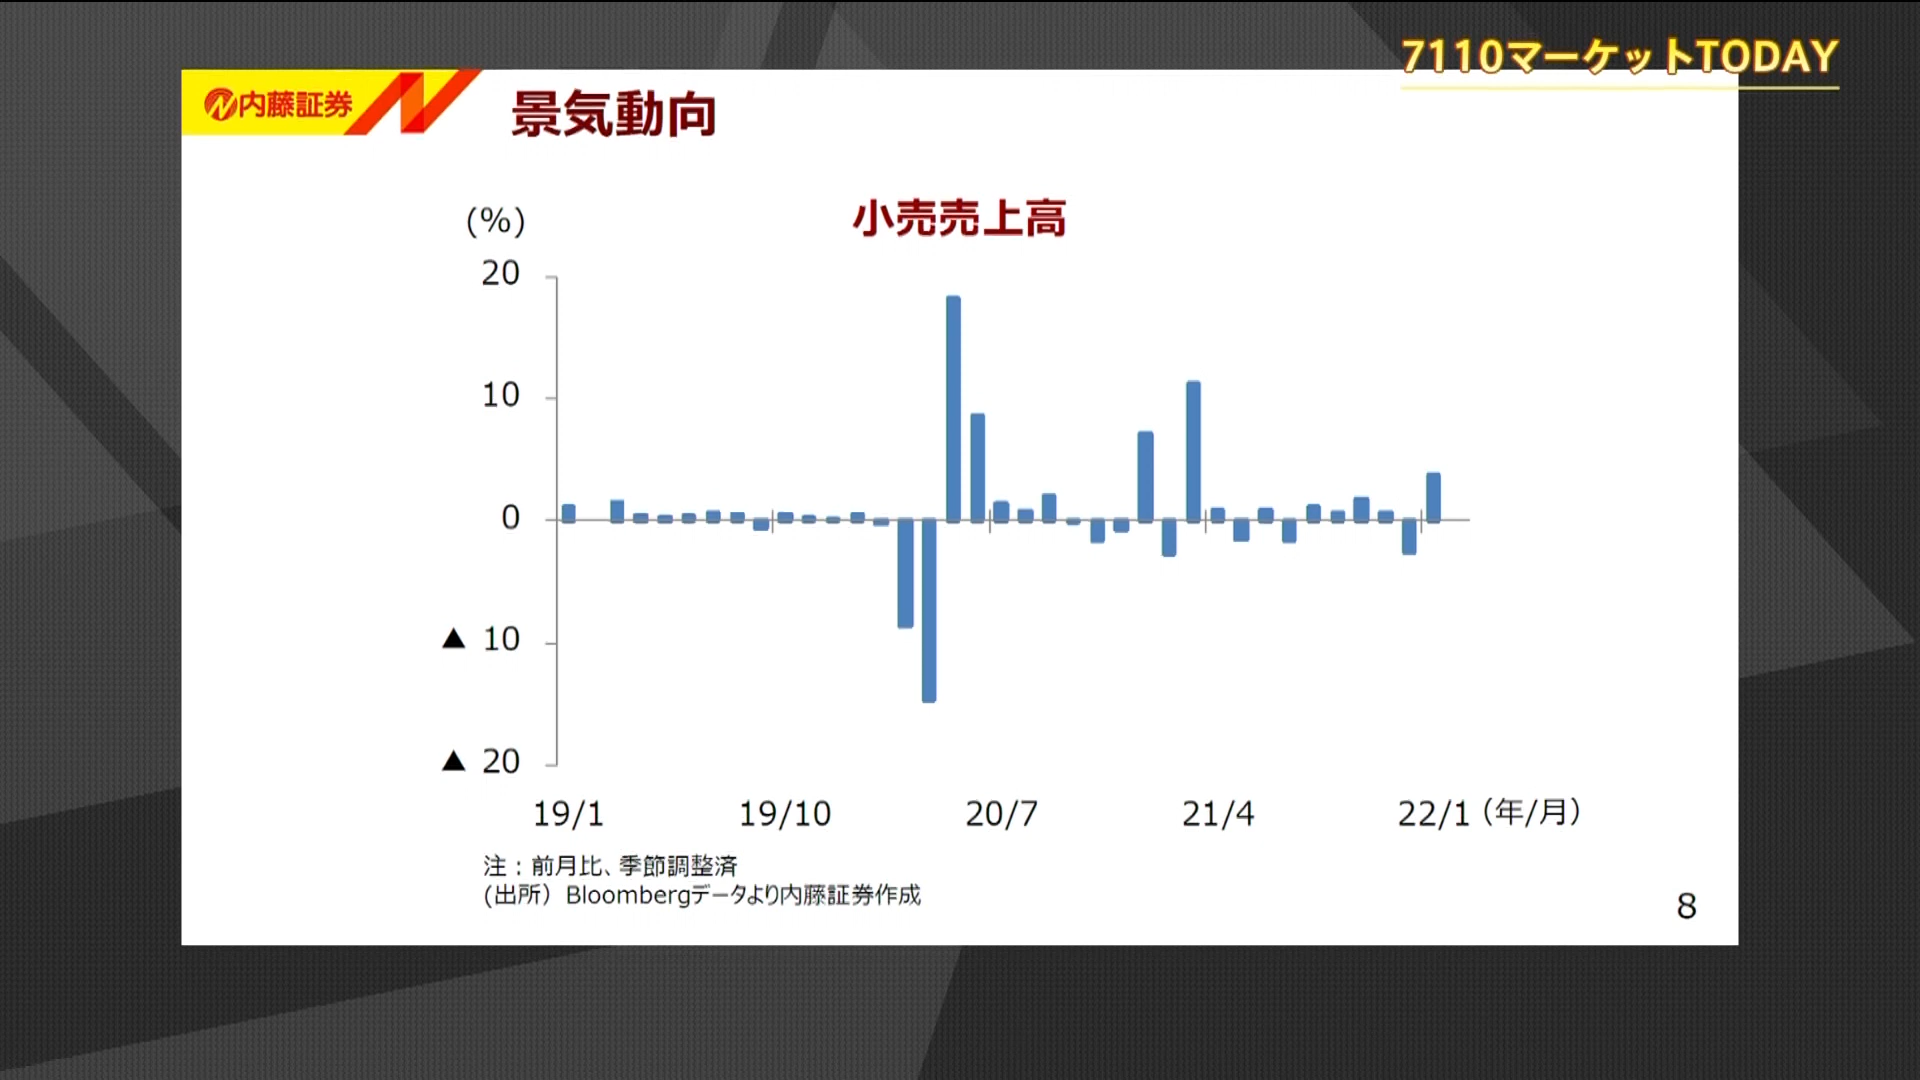 7110マーケットTODAY
内藤証券
景気動向
小売売上高
(%)
20
10
0
▲ 10
▲ 20
19/1 19/10 20/7 21/4 22/1 (年/月)
注：前月比、季節調整済
(出所) Bloombergデータより内藤証券作成
8